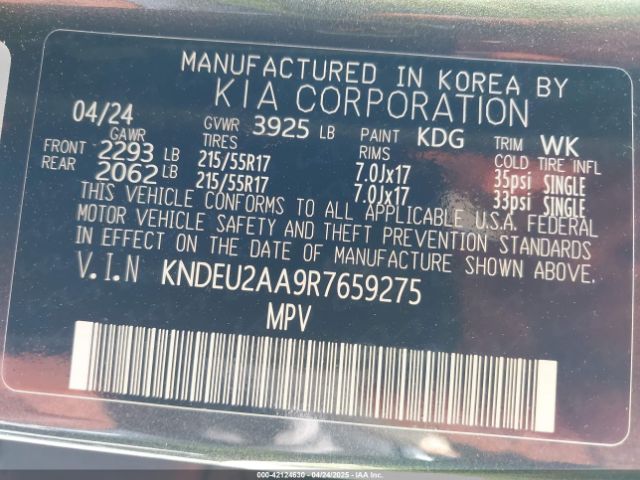 MANUFACTURED IN KOREA BY
KIA CORPORATION
04/24 GVWR 3925 LB PAINT KDG TRIM WK
GAWR TIRES RIMS COLD TIRE INFL
FRONT 2293 LB 215/55R17 7.0Jx17 35psi SINGLE
REAR 2062 LB 215/55R17 7.0Jx17 33psi SINGLE
THIS VEHICLE CONFORMS TO ALL APPLICABLE U.S.A. FEDERAL
MOTOR VEHICLE SAFETY AND THEFT PREVENTION STANDARDS
IN EFFECT ON THE DATE OF MANUFACTURE SHOWN ABOVE.
V.I.N KNDEU2AA9R7659275
MPV
000-42124630 - 04/24/2025 - IAAI.COM